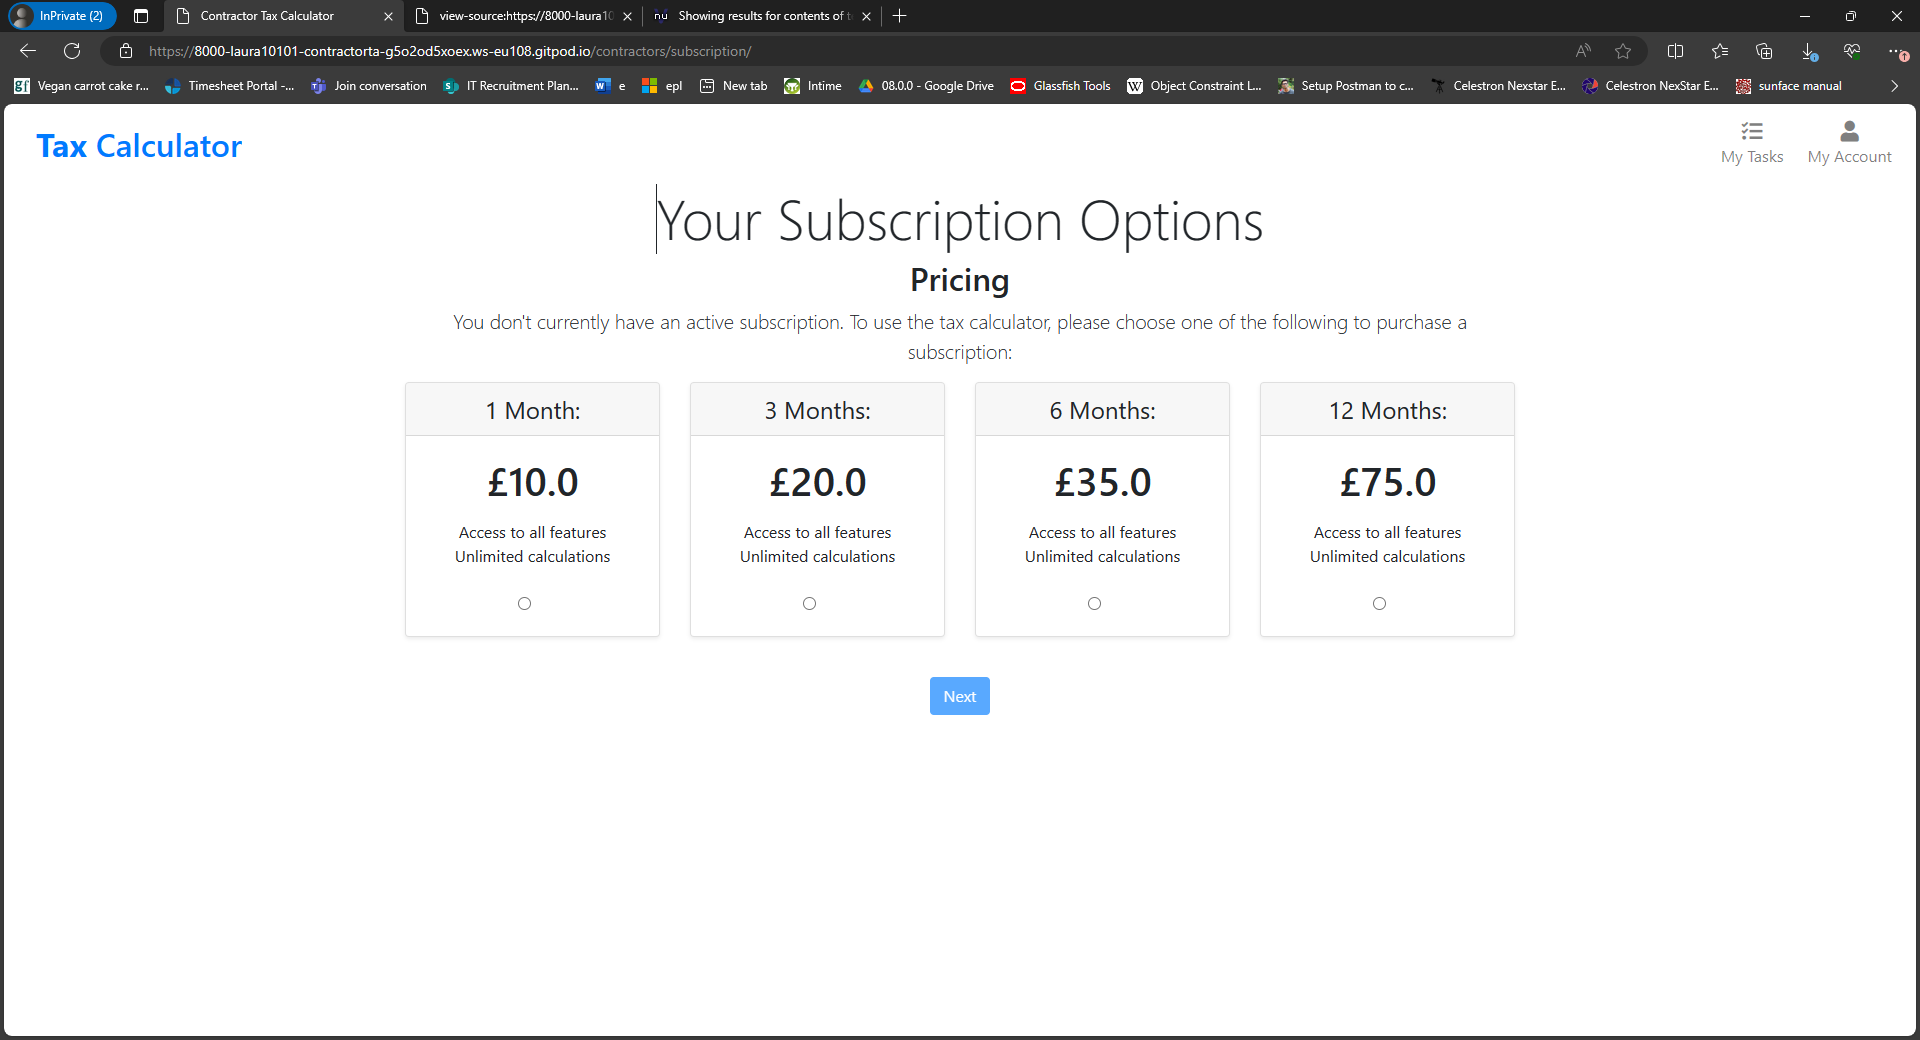 InPrivate (2)
Contractor Tax Calculator
view-source:https://8000-laura10
nu
Showing results for contents of t
https://8000-laura10101-contractorta-g5o2od5xoex.ws-eu108.gitpod.io/contractors/subscription/
gf Vegan carrot cake r...
Timesheet Portal -...
Join conversation
IT Recruitment Plan...
e
epl
New tab
Intime
08.0.0 - Google Drive
Glassfish Tools
W Object Constraint L...
Setup Postman to c...
Celestron Nexstar E...
Celestron NexStar E...
sunface manual
Tax Calculator
My Tasks
My Account
Your Subscription Options
Pricing
You don't currently have an active subscription. To use the tax calculator, please choose one of the following to purchase a
subscription:
1 Month:
£10.0
Access to all features
Unlimited calculations
3 Months:
£20.0
Access to all features
Unlimited calculations
6 Months:
£35.0
Access to all features
Unlimited calculations
12 Months:
£75.0
Access to all features
Unlimited calculations
Next